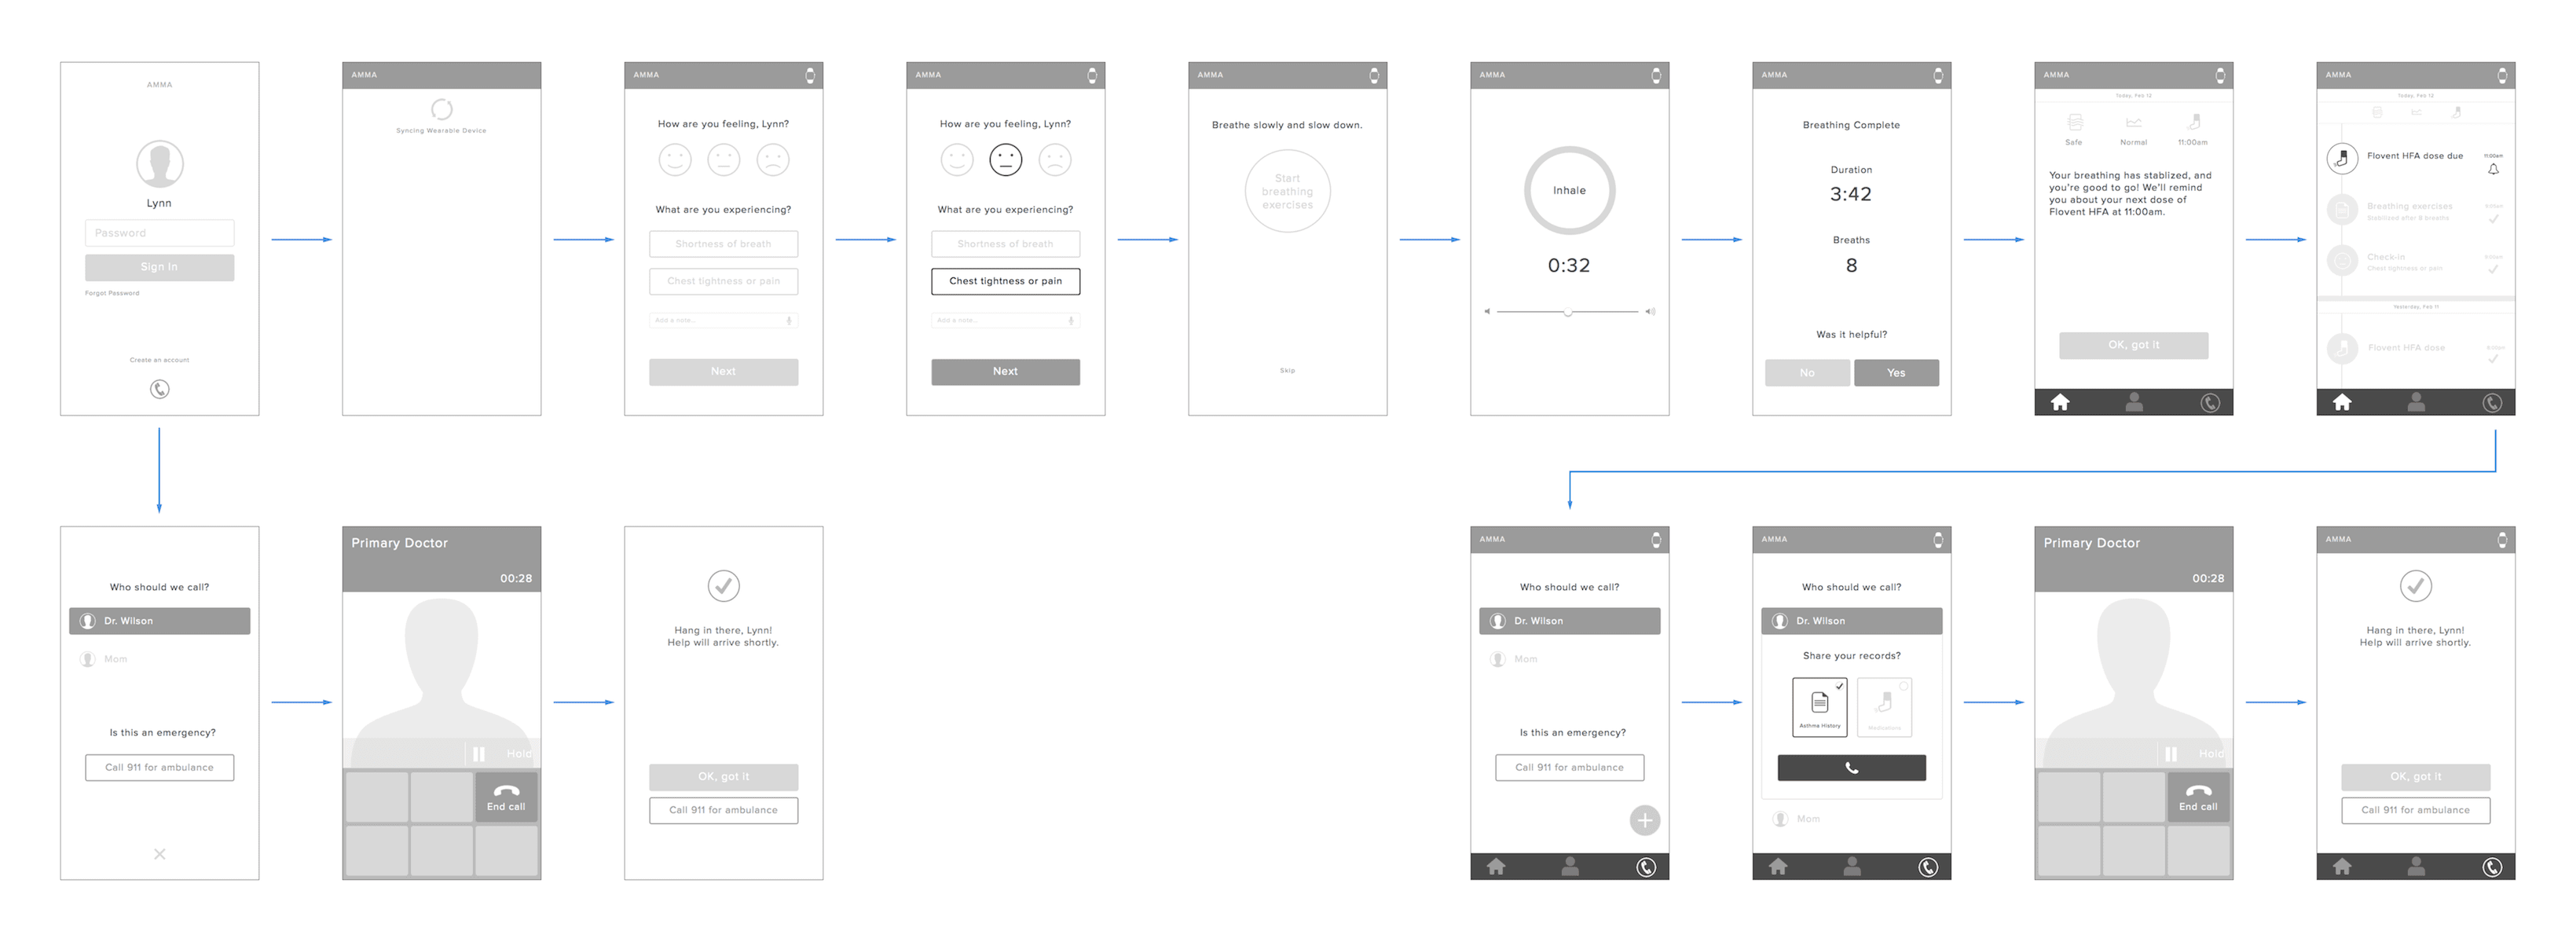 AMMA
Lynn
Password
Sign In
Forgot Password
Create an account
AMMA
Syncing Wearable Device
AMMA
How are you feeling, Lynn?
What are you experiencing?
Shortness of breath
Chest tightness or pain
Add a note...
Next
AMMA
How are you feeling, Lynn?
What are you experiencing?
Shortness of breath
Chest tightness or pain
Add a note...
Next
AMMA
Breathe slowly and slow down.
Start
breathing
exercises
Skip
AMMA
Inhale
0:32
AMMA
Breathing Complete
Duration
3:42
Breaths
8
Was it helpful?
No
Yes
AMMA
Today, Feb 12
Safe
Normal
11:00am
Your breathing has stablized, and
you're good to go! We'll remind
you about your next dose of
Flovent HFA at 11:00am.
OK, got it
AMMA
Today, Feb 12
Flovent HFA dose due
11:00am
Breathing exercises
Stabilized after 8 breaths
Check-in
Chest tightness or pain
Yesterday, Feb 11
Flovent HFA dose
Who should we call?
Dr. Wilson
Mom
Is this an emergency?
Call 911 for ambulance
Primary Doctor
00:28
Hold
End call
Hang in there, Lynn!
Help will arrive shortly.
OK, got it
Call 911 for ambulance
AMMA
Who should we call?
Dr. Wilson
Mom
Is this an emergency?
Call 911 for ambulance
AMMA
Who should we call?
Dr. Wilson
Share your records?
Asthma History
Medications
Mom
Primary Doctor
00:28
Hold
End call
AMMA
Hang in there, Lynn!
Help will arrive shortly.
OK, got it
Call 911 for ambulance